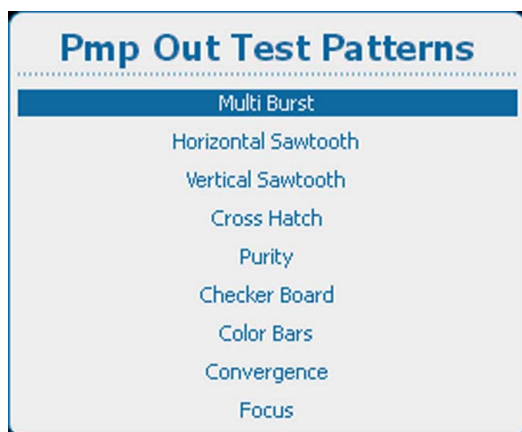 Pmp Out Test Patterns
Multi Burst
Horizontal Sawtooth
Vertical Sawtooth
Cross Hatch
Purity
Checker Board
Color Bars
Convergence
Focus